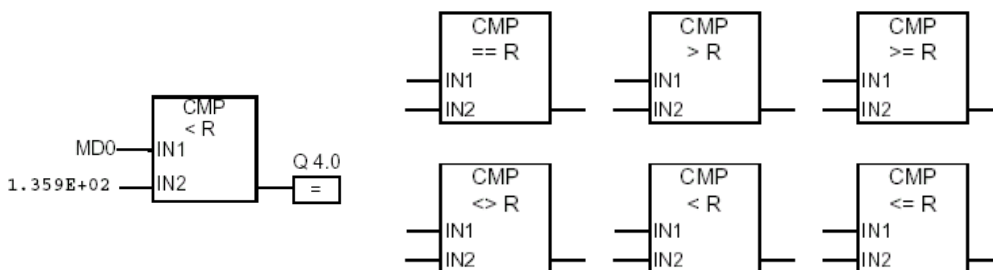 CMP
< R
MD0
IN1
1.359E+02
IN2
Q 4.0
=
CMP
== R
IN1
IN2
CMP
> R
IN1
IN2
CMP
>= R
IN1
IN2
CMP
<> R
IN1
IN2
CMP
< R
IN1
IN2
CMP
<= R
IN1
IN2